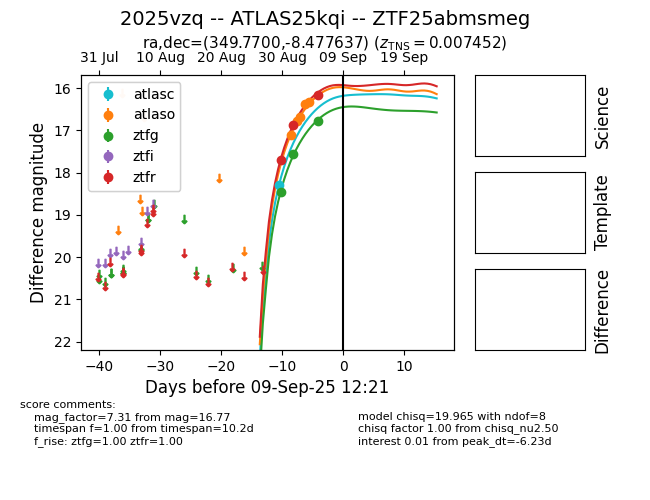 2025vzq -- ATLAS25kqi -- ZTF25abmsmeg
ra,dec=(349.7700,-8.477637) (z_TNS = 0.007452)
31 Jul 10 Aug 20 Aug 30 Aug 09 Sep 19 Sep
atlasc
atlaso
ztfg
ztfi
ztfr
16
17
18
19
20
21
22
Difference magnitude
−40 −30 −20 −10 0 10
Days before 09-Sep-25 12:21
Science
Template
Difference
score comments:
mag_factor=7.31 from mag=16.77
timespan f=1.00 from timespan=10.2d
f_rise: ztfg=1.00 ztfr=1.00
model chisq=19.965 with ndof=8
chisq factor 1.00 from chisq_nu2.50
interest 0.01 from peak_dt=-6.23d